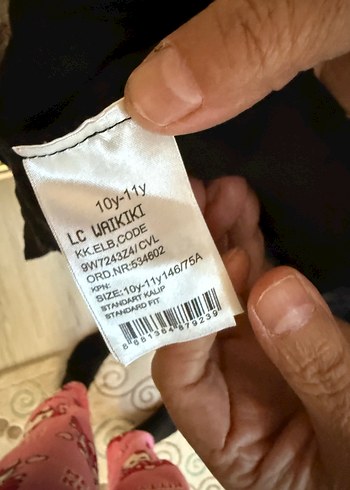 10y-11y
LC WAIKIKI
KK.ELB.CODE
9W7243Z4/CVL
ORD.NR:534602
KPN:
SIZE:10y-11y146/75A
STANDART KALIP
STANDARD FIT
8681384879239